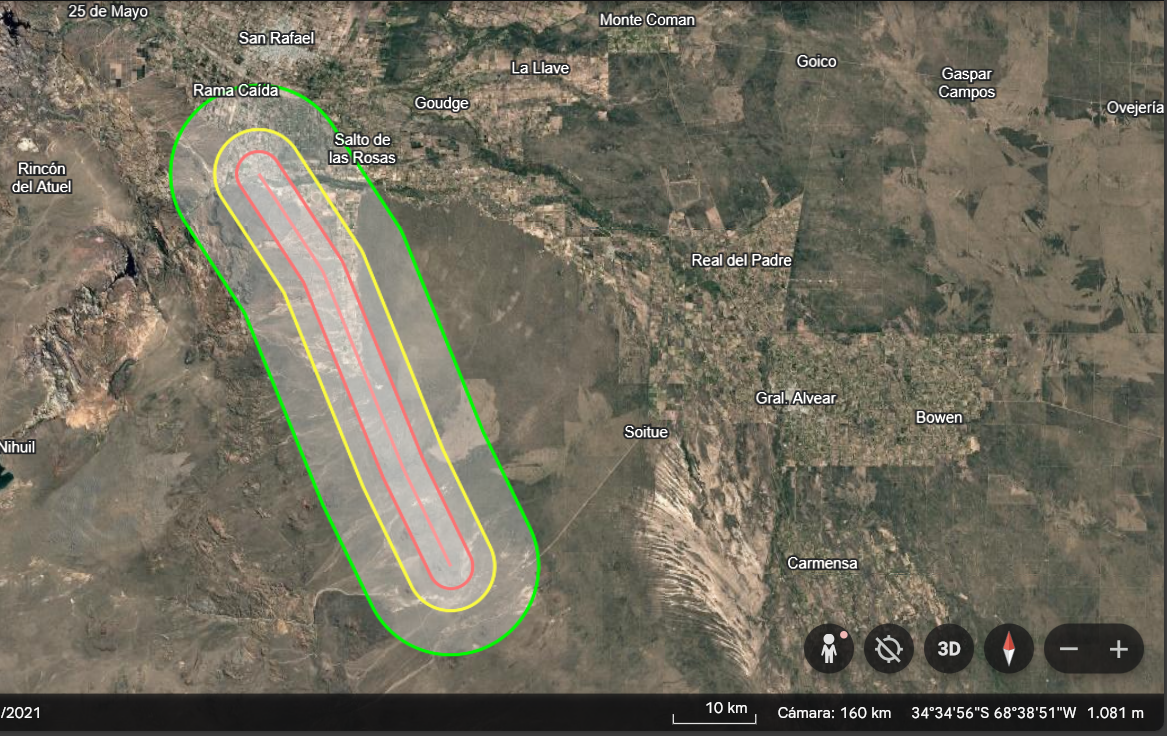 25 de Mayo
Monte Coman
San Rafael
Goico
La Llave
Gaspar
Campos
Rama Caída
Goudge
Ovejería
Salto de
las Rosas
Rincón
del Atuel
Real del Padre
Gral. Alvear
Bowen
Soitue
Nihuil
Carmensa
3D
/2021
10 km
Cámara: 160 km
34°34'56"S 68°38'51"W
1.081 m